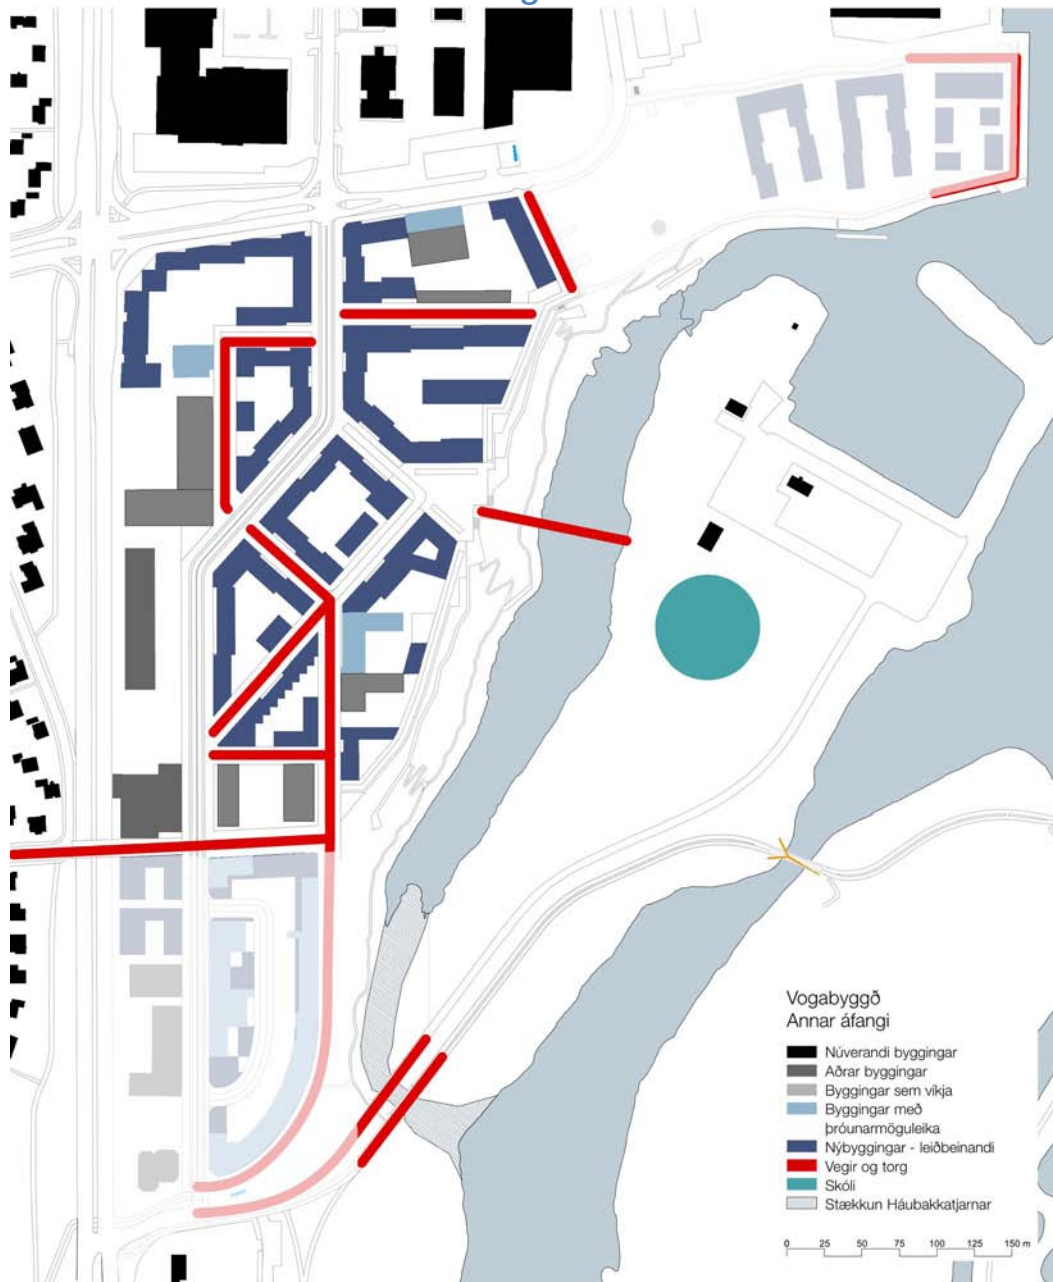 Vogabyggð
Annar áfangi
Núverandi byggingar
Aðrar byggingar
Byggingar sem víkja
Byggingar með
þróunarmöguleika
Nýbyggingar - leiðbeinandi
Vegir og torg
Skóli
Stækkun Háubakkatjarnar
0 25 50 75 100 125 150 m